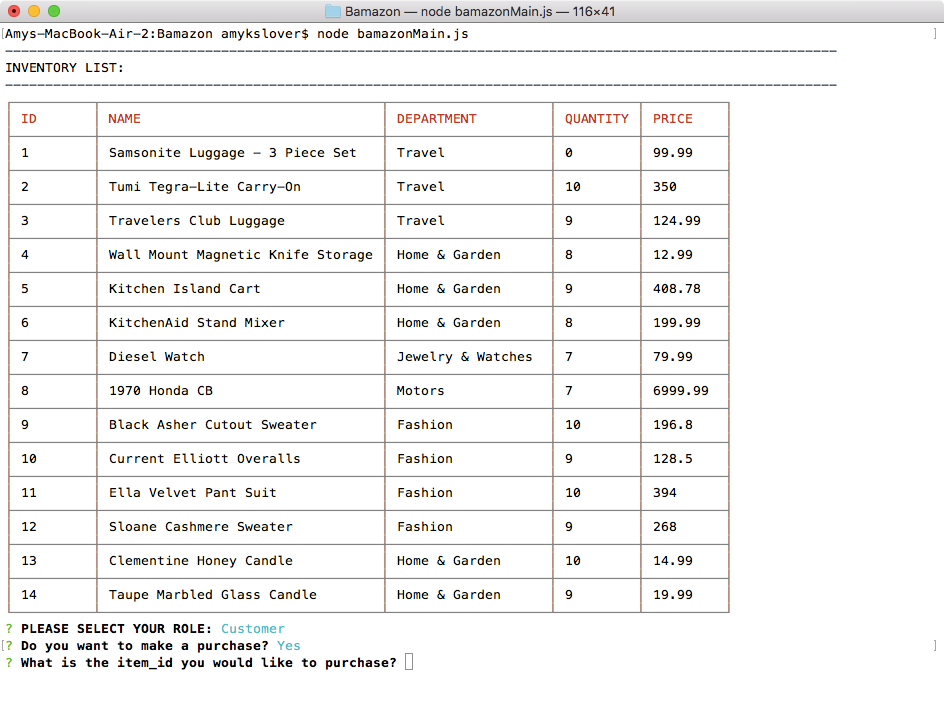 Bamazon — node bamazonMain.js — 116×41
Amys-MacBook-Air-2:Bamazon amykslover$ node bamazonMain.js
INVENTORY LIST:
ID NAME DEPARTMENT QUANTITY PRICE
1 Samsonite Luggage - 3 Piece Set Travel 0 99.99
2 Tumi Tegra-Lite Carry-On Travel 10 350
3 Travelers Club Luggage Travel 9 124.99
4 Wall Mount Magnetic Knife Storage Home & Garden 8 12.99
5 Kitchen Island Cart Home & Garden 9 408.78
6 KitchenAid Stand Mixer Home & Garden 8 199.99
7 Diesel Watch Jewelry & Watches 7 79.99
8 1970 Honda CB Motors 7 6999.99
9 Black Asher Cutout Sweater Fashion 10 196.8
10 Current Elliott Overalls Fashion 9 128.5
11 Ella Velvet Pant Suit Fashion 10 394
12 Sloane Cashmere Sweater Fashion 9 268
13 Clementine Honey Candle Home & Garden 10 14.99
14 Taupe Marbled Glass Candle Home & Garden 9 19.99
? PLEASE SELECT YOUR ROLE: Customer
? Do you want to make a purchase? Yes
? What is the item_id you would like to purchase?